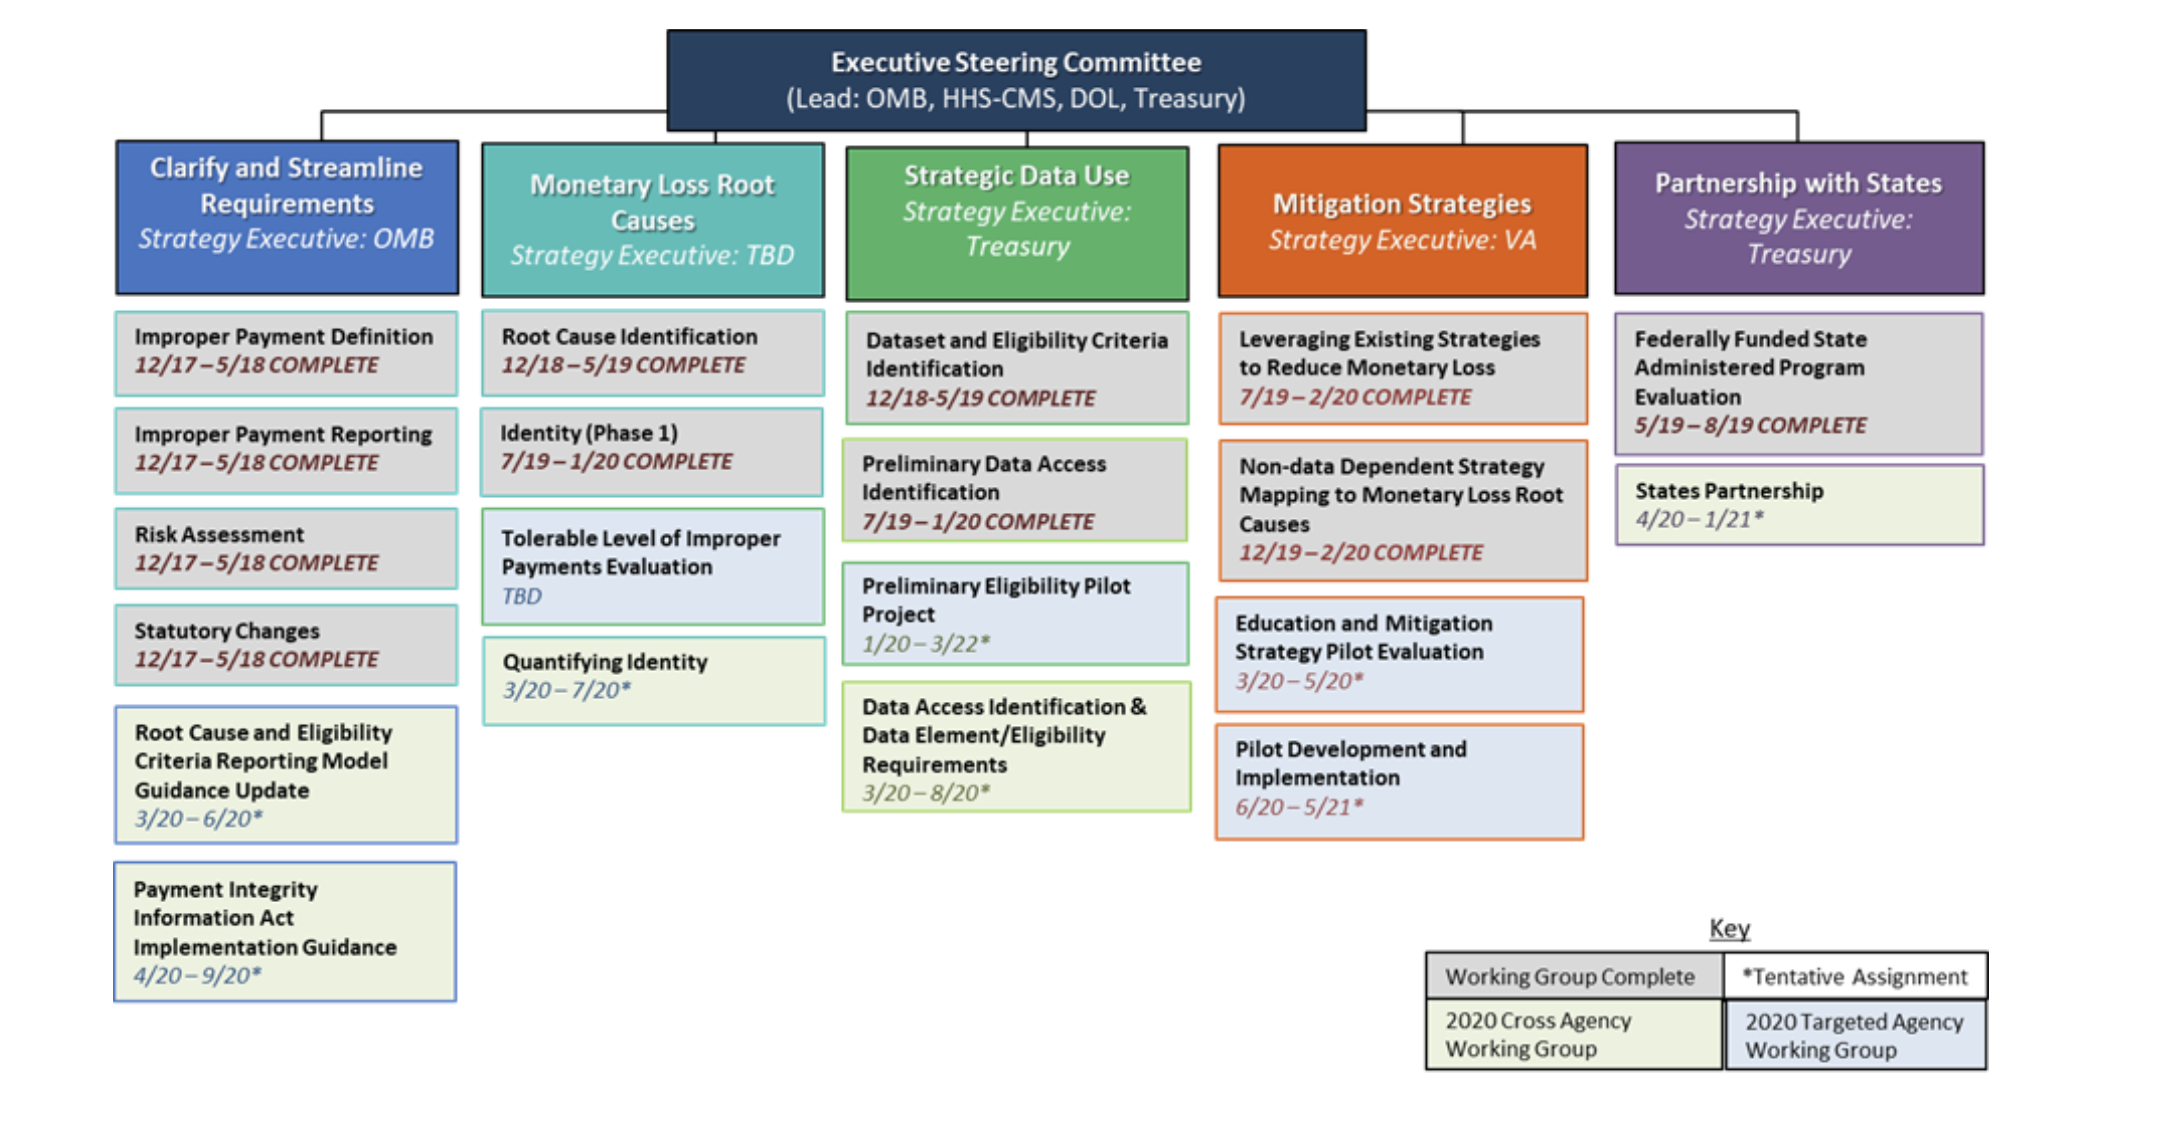 Executive Steering Committee
(Lead: OMB, HHS-CMS, DOL, Treasury)
Clarify and Streamline
Requirements
Strategy Executive: OMB
Improper Payment Definition
12/17 – 5/18 COMPLETE
Improper Payment Reporting
12/17 – 5/18 COMPLETE
Risk Assessment
12/17 – 5/18 COMPLETE
Statutory Changes
12/17 – 5/18 COMPLETE
Root Cause and Eligibility
Criteria Reporting Model
Guidance Update
3/20 – 6/20*
Payment Integrity
Information Act
Implementation Guidance
4/20 – 9/20*
Monetary Loss Root
Causes
Strategy Executive: TBD
Root Cause Identification
12/18 – 5/19 COMPLETE
Identity (Phase 1)
7/19 – 1/20 COMPLETE
Tolerable Level of Improper
Payments Evaluation
TBD
Quantifying Identity
3/20 – 7/20*
Strategic Data Use
Strategy Executive:
Treasury
Dataset and Eligibility Criteria
Identification
12/18-5/19 COMPLETE
Preliminary Data Access
Identification
7/19 – 1/20 COMPLETE
Preliminary Eligibility Pilot
Project
1/20 – 3/22*
Data Access Identification &
Data Element/Eligibility
Requirements
3/20 – 8/20*
Mitigation Strategies
Strategy Executive: VA
Leveraging Existing Strategies
to Reduce Monetary Loss
7/19 – 2/20 COMPLETE
Non-data Dependent Strategy
Mapping to Monetary Loss Root
Causes
12/19 – 2/20 COMPLETE
Education and Mitigation
Strategy Pilot Evaluation
3/20 – 5/20*
Pilot Development and
Implementation
6/20 – 5/21*
Partnership with States
Strategy Executive:
Treasury
Federally Funded State
Administered Program
Evaluation
5/19 – 8/19 COMPLETE
States Partnership
4/20 – 1/21*
Key
Working Group Complete
*Tentative Assignment
2020 Cross Agency
Working Group
2020 Targeted Agency
Working Group